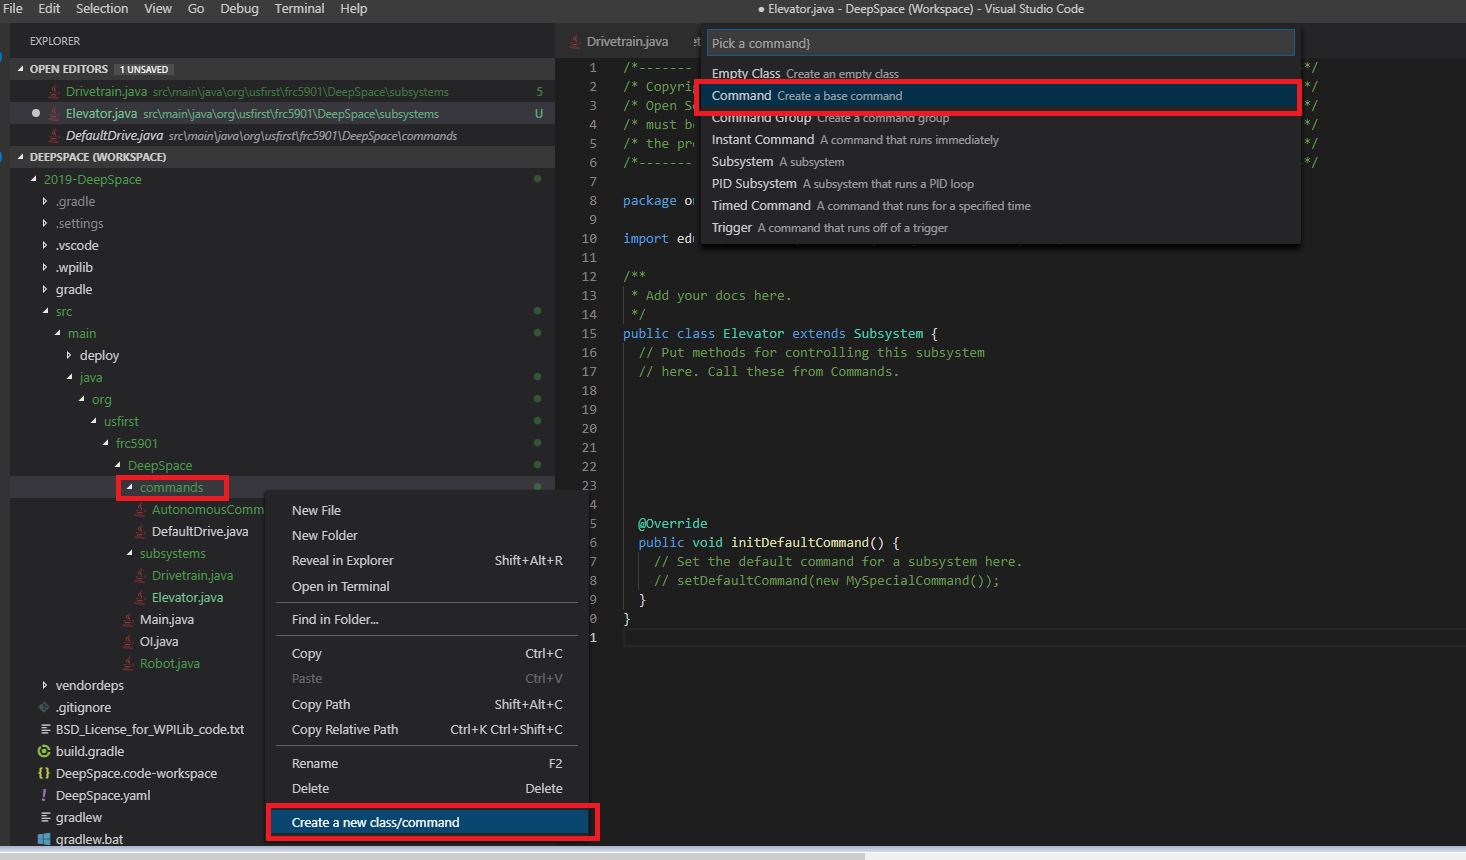 File Edit Selection View Go Debug Terminal Help
● Elevator.java - DeepSpace (Workspace) - Visual Studio Code
EXPLORER
OPEN EDITORS 1 UNSAVED
Drivetrain.java src\main\java\org\usfirst\frc5901\DeepSpace\subsystems 5
Elevator.java src\main\java\org\usfirst\frc5901\DeepSpace\subsystems U
DefaultDrive.java src\main\java\org\usfirst\frc5901\DeepSpace\commands
DEEPSPACE (WORKSPACE)
2019-DeepSpace
.gradle
.settings
.vscode
.wpilib
gradle
src
main
deploy
java
org
usfirst
frc5901
DeepSpace
commands
AutonomousComm
DefaultDrive.java
subsystems
Drivetrain.java
Elevator.java
Main.java
OI.java
Robot.java
vendordeps
.gitignore
BSD_License_for_WPILib_code.txt
build.gradle
{} DeepSpace.code-workspace
! DeepSpace.yaml
gradlew
gradlew.bat
New File
New Folder
Reveal in Explorer Shift+Alt+R
Open in Terminal
Find in Folder...
Copy Ctrl+C
Paste Ctrl+V
Copy Path Shift+Alt+C
Copy Relative Path Ctrl+K Ctrl+Shift+C
Rename F2
Delete Delete
Create a new class/command
Drivetrain.java
Pick a command}
Empty Class Create an empty class
Command Create a base command
Command Group Create a command group
Instant Command A command that runs immediately
Subsystem A subsystem
PID Subsystem A subsystem that runs a PID loop
Timed Command A command that runs for a specified time
Trigger A command that runs off of a trigger
1 /*------- */
2 /* Copyri */
3 /* Open S */
4 /* must b */
5 /* the pr */
6 /*------- */
7
8 package o
9
10 import edu
11
12 /**
13 * Add your docs here.
14 */
15 public class Elevator extends Subsystem {
16 // Put methods for controlling this subsystem
17 // here. Call these from Commands.
18
19
20
21
22
23
4
5 @Override
6 public void initDefaultCommand() {
7 // Set the default command for a subsystem here.
8 // setDefaultCommand(new MySpecialCommand());
9 }
0 }
1